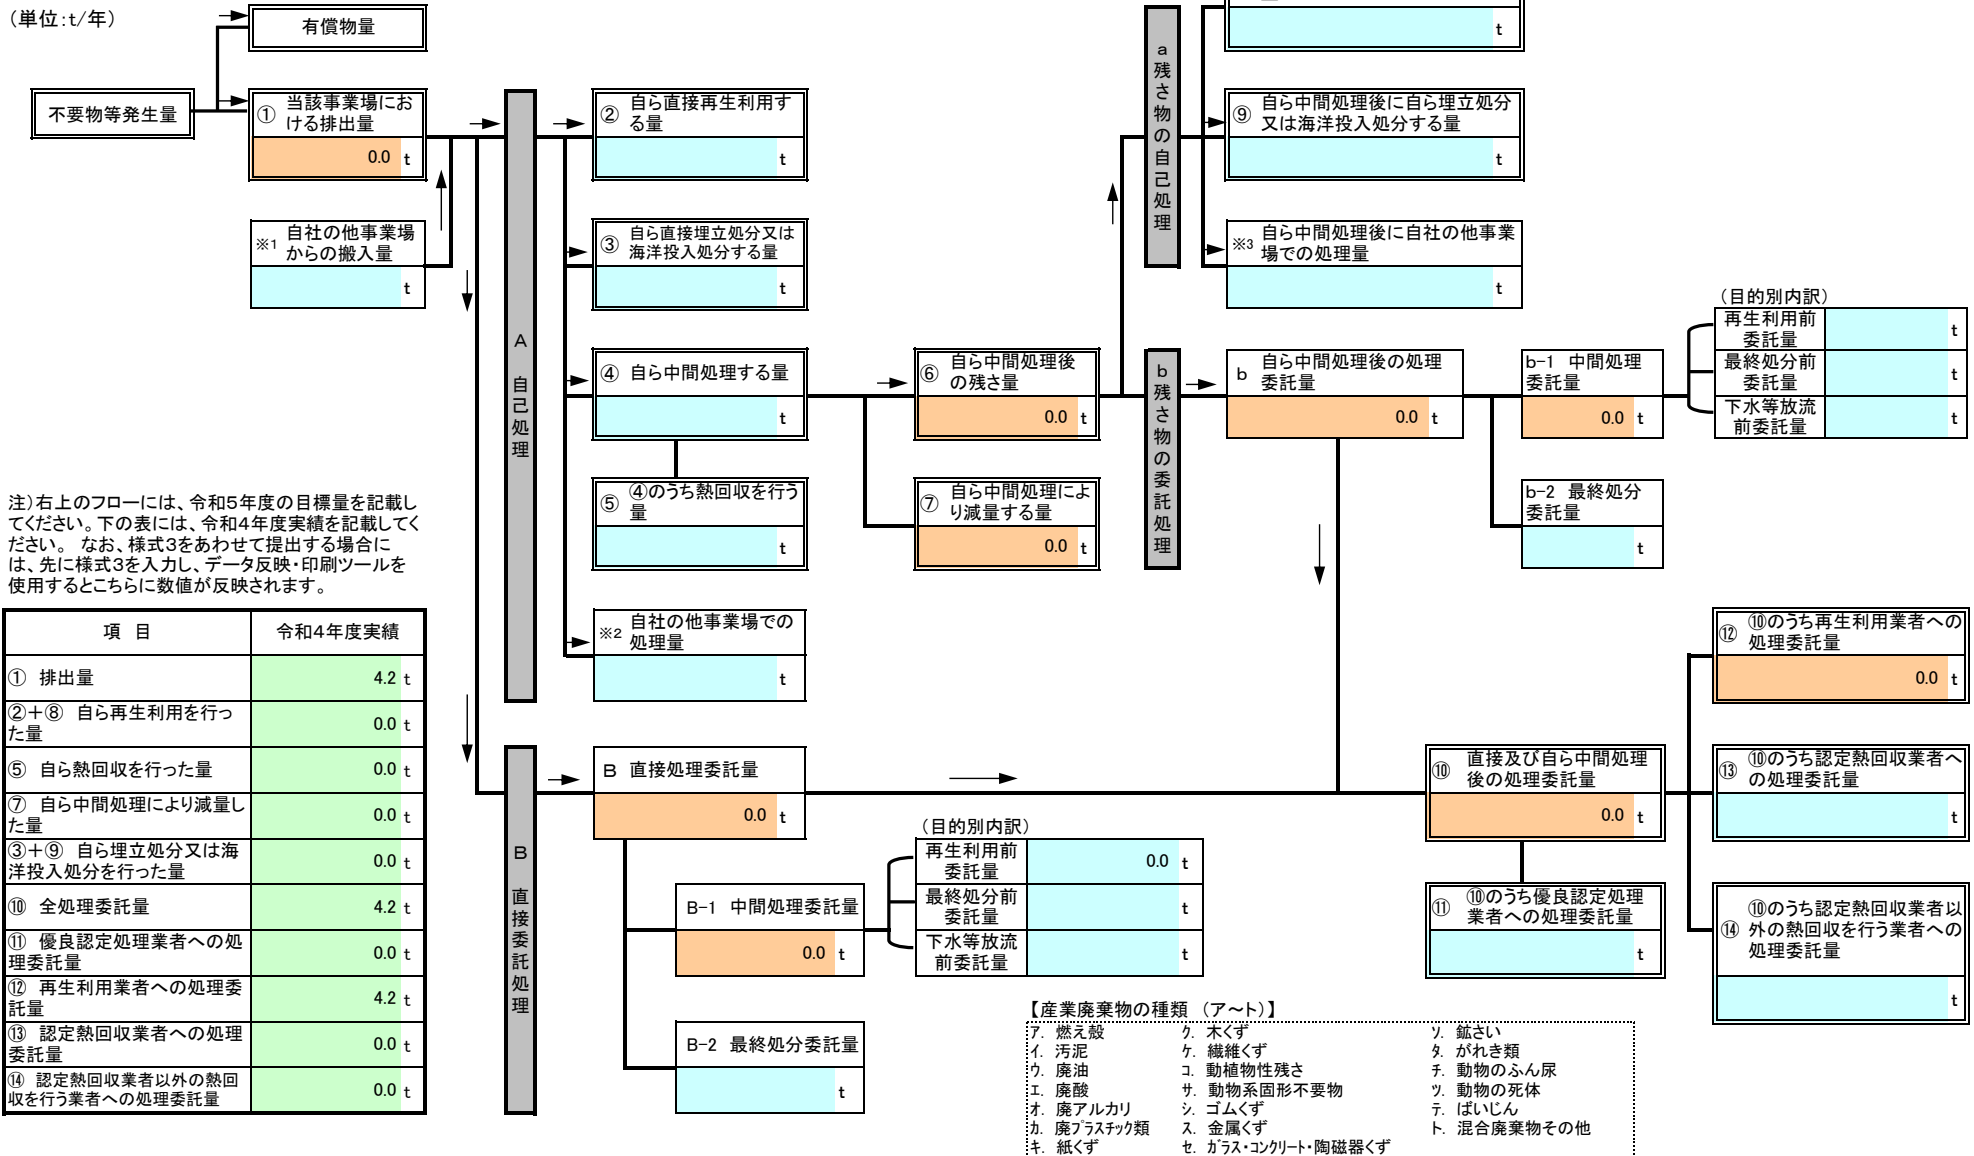 (単位:t/年)
有償物量
不要物等発生量
① 当該事業場にお
ける排出量
0.0 t
※1 自社の他事業場
からの搬入量
t
A 自己処理
② 自ら直接再生利用す
る量
t
③ 自ら直接埋立処分又は
海洋投入処分する量
t
④ 自ら中間処理する量
t
⑤ ④のうち熱回収を行う
量
t
※2 自社の他事業場での
処理量
t
⑥ 自ら中間処理後
の残さ量
0.0 t
⑦ 自ら中間処理によ
り減量する量
0.0 t
a 残さ物の自己処理
t
⑨ 自ら中間処理後に自ら埋立処分
又は海洋投入処分する量
t
※3 自ら中間処理後に自社の他事業
場での処理量
t
b 残さ物の委託処理
b 自ら中間処理後の処理
委託量
0.0 t
b-1 中間処理
委託量
0.0 t
b-2 最終処分
委託量
t
(目的別内訳)
再生利用前
委託量
t
最終処分前
委託量
t
下水等放流
前委託量
t
注)右上のフローには、令和5年度の目標量を記載し
てください。下の表には、令和4年度実績を記載してく
ださい。 なお、様式3をあわせて提出する場合に
は、先に様式3を入力し、データ反映・印刷ツールを
使用するとこちらに数値が反映されます。
項 目 令和4年度実績
① 排出量 4.2 t
②+⑧ 自ら再生利用を行っ
た量
0.0 t
⑤ 自ら熱回収を行った量 0.0 t
⑦ 自ら中間処理により減量し
た量
0.0 t
③+⑨ 自ら埋立処分又は海
洋投入処分を行った量
0.0 t
⑩ 全処理委託量 4.2 t
⑪ 優良認定処理業者への処
理委託量
0.0 t
⑫ 再生利用業者への処理委
託量
4.2 t
⑬ 認定熱回収業者への処理
委託量
0.0 t
⑭ 認定熱回収業者以外の熱回
収を行う業者への処理委託量
0.0 t
B 直接委託処理
B 直接処理委託量
0.0 t
B-1 中間処理委託量
0.0 t
B-2 最終処分委託量
t
(目的別内訳)
再生利用前
委託量
0.0 t
最終処分前
委託量
t
下水等放流
前委託量
t
⑩ 直接及び自ら中間処理
後の処理委託量
0.0 t
⑪ ⑩のうち優良認定処理
業者への処理委託量
t
⑫ ⑩のうち再生利用業者への
処理委託量
0.0 t
⑬ ⑩のうち認定熱回収業者へ
の処理委託量
t
⑭ ⑩のうち認定熱回収業者以
外の熱回収を行う業者への
処理委託量
t
【産業廃棄物の種類 (ア~ト)】
ア. 燃え殻 ク. 木くず ソ. 鉱さい
イ. 汚泥 ケ. 繊維くず タ. がれき類
ウ. 廃油 コ. 動植物性残さ チ. 動物のふん尿
エ. 廃酸 サ. 動物系固形不要物 ツ. 動物の死体
オ. 廃アルカリ シ. ゴムくず テ. ばいじん
カ. 廃プラスチック類 ス. 金属くず ト. 混合廃棄物その他
キ. 紙くず セ. ガラス・コンクリート・陶磁器くず